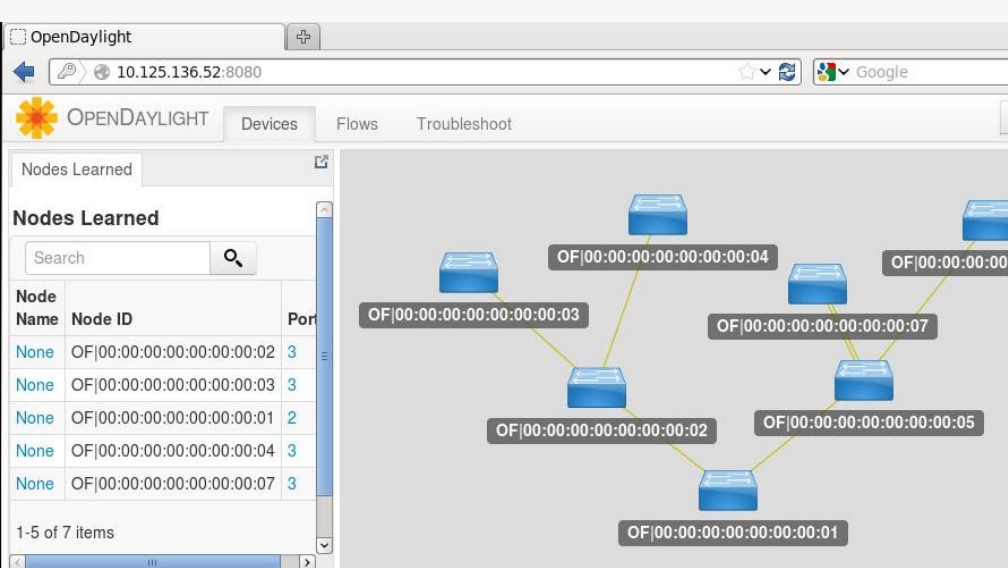 OpenDaylight
10.125.136.52:8080
Google
OPENDAYLIGHT
Devices
Flows
Troubleshoot
Nodes Learned
Nodes Learned
Search
Node Name Node ID Port
None OF|00:00:00:00:00:00:00:02 3
None OF|00:00:00:00:00:00:00:03 3
None OF|00:00:00:00:00:00:00:01 2
None OF|00:00:00:00:00:00:00:04 3
None OF|00:00:00:00:00:00:00:07 3
1-5 of 7 items
OF|00:00:00:00:00:00:00:04
OF|00:00:00:00
OF|00:00:00:00:00:00:00:03
OF|00:00:00:00:00:00:00:07
OF|00:00:00:00:00:00:00:02
OF|00:00:00:00:00:00:00:05
OF|00:00:00:00:00:00:00:01